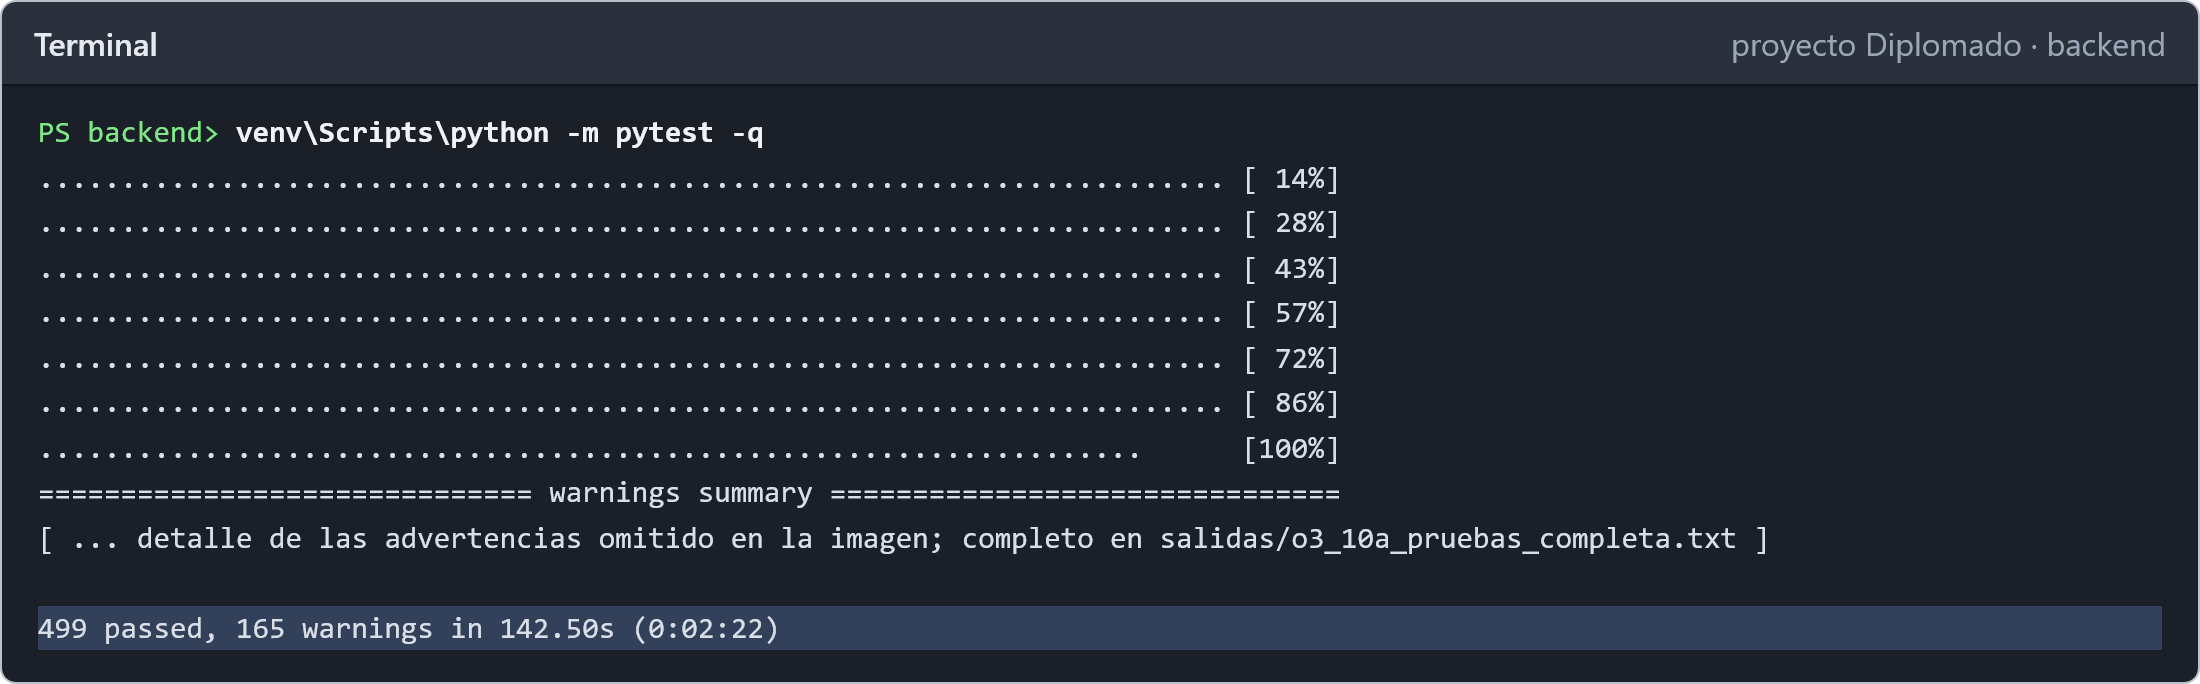 Terminal
proyecto Diplomado · backend
PS backend> venv\Scripts\python -m pytest -q
........................................................................ [ 14%]
........................................................................ [ 28%]
........................................................................ [ 43%]
........................................................................ [ 57%]
........................................................................ [ 72%]
........................................................................ [ 86%]
...................................................................      [100%]
============================== warnings summary ===============================
[ ... detalle de las advertencias omitido en la imagen; completo en salidas/o3_10a_pruebas_completa.txt ]
499 passed, 165 warnings in 142.50s (0:02:22)